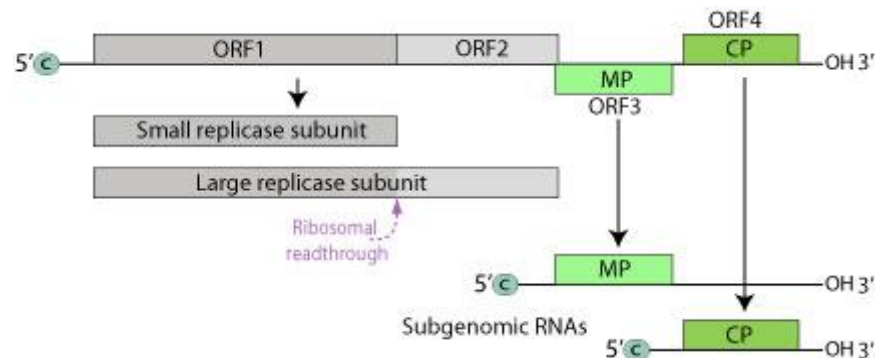 ORF4
ORF1 ORF2 CP
5′ C OH 3′
MP
ORF3
Small replicase subunit
Large replicase subunit
Ribosomal
readthrough
MP
5′ C OH 3′
Subgenomic RNAs
CP
5′ C OH 3′